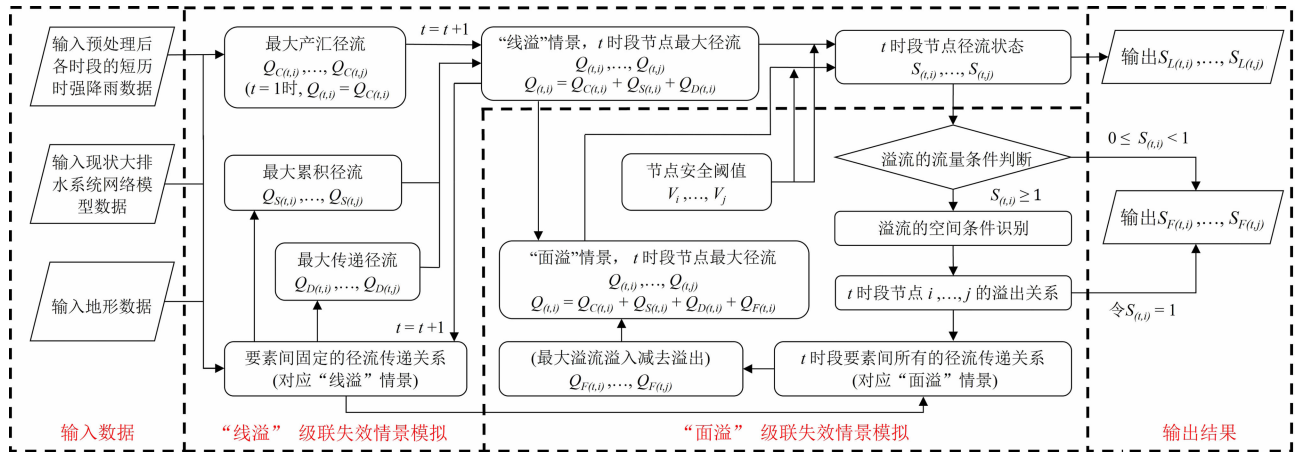 输入预处理后
各时段的短历
时强降雨数据
输入现状大排
水系统网络模
型数据
输入地形数据
输入数据
最大产汇径流
Q_{C(t,i)},…, Q_{C(t,j)}
(t = 1时, Q_{(t,i)} = Q_{C(t,i)})
t = t +1
最大累积径流
Q_{S(t,i)},…, Q_{S(t,j)}
最大传递径流
Q_{D(t,i)},…, Q_{D(t,j)}
t = t +1
要素间固定的径流传递关系
(对应“线溢”情景)
“线溢” 级联失效情景模拟
“线溢”情景，t 时段节点最大径流
Q_{(t,i)},…, Q_{(t,j)}
Q_{(t,i)} = Q_{C(t,i)} + Q_{S(t,i)} + Q_{D(t,i)}
t 时段节点径流状态
S_{(t,i)},…, S_{(t,j)}
节点安全阈值
V_i ,…, V_j
溢流的流量条件判断
0 ≤ S_{(t,i)} < 1
S_{(t,i)} ≥ 1
溢流的空间条件识别
“面溢”情景，t 时段节点最大径流
Q_{(t,i)},…, Q_{(t,j)}
Q_{(t,i)} = Q_{C(t,i)} + Q_{S(t,i)} + Q_{D(t,i)} + Q_{F(t,i)}
t 时段节点 i ,…, j 的溢出关系
令S_{(t,i)} = 1
(最大溢流溢入减去溢出)
Q_{F(t,i)},…, Q_{F(t,j)}
t 时段要素间所有的径流传递关系
(对应“面溢”情景)
“面溢” 级联失效情景模拟
输出S_{L(t,i)} ,…, S_{L(t,j)}
输出S_{F(t,i)} ,…, S_{F(t,j)}
输出结果